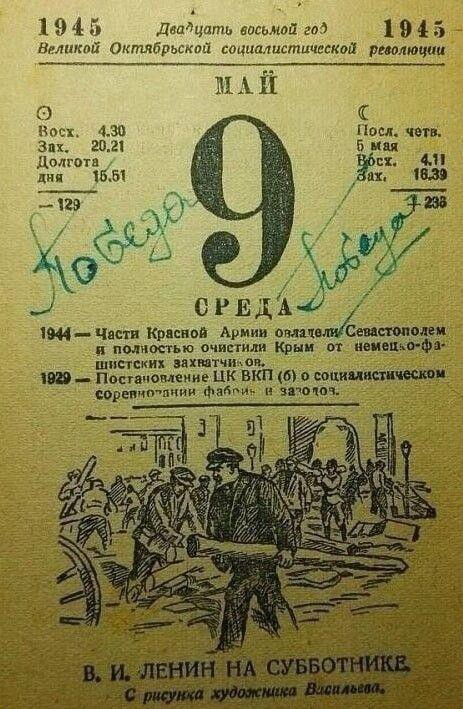 1945 Двадцать восьмой год 1945
Великой Октябрьской социалистической революции
МАЙ
Восх. 4.30
Зах. 20.21
Долгота
дня 15.51
— 129
9
Посл. четв.
5 мая
Восх. 4.11
Зах. 16.39
+ 236
Победа
Победа
СРЕДА
1944 — Части Красной Армии овладели Севастополем
и полностью очистили Крым от немецко-фа-
шистских захватчиков.
1929 — Постановление ЦК ВКП (б) о социалистическом
соревновании фабрик и заводов.
В. И. ЛЕНИН НА СУББОТНИКЕ
С рисунка художника Васильева.